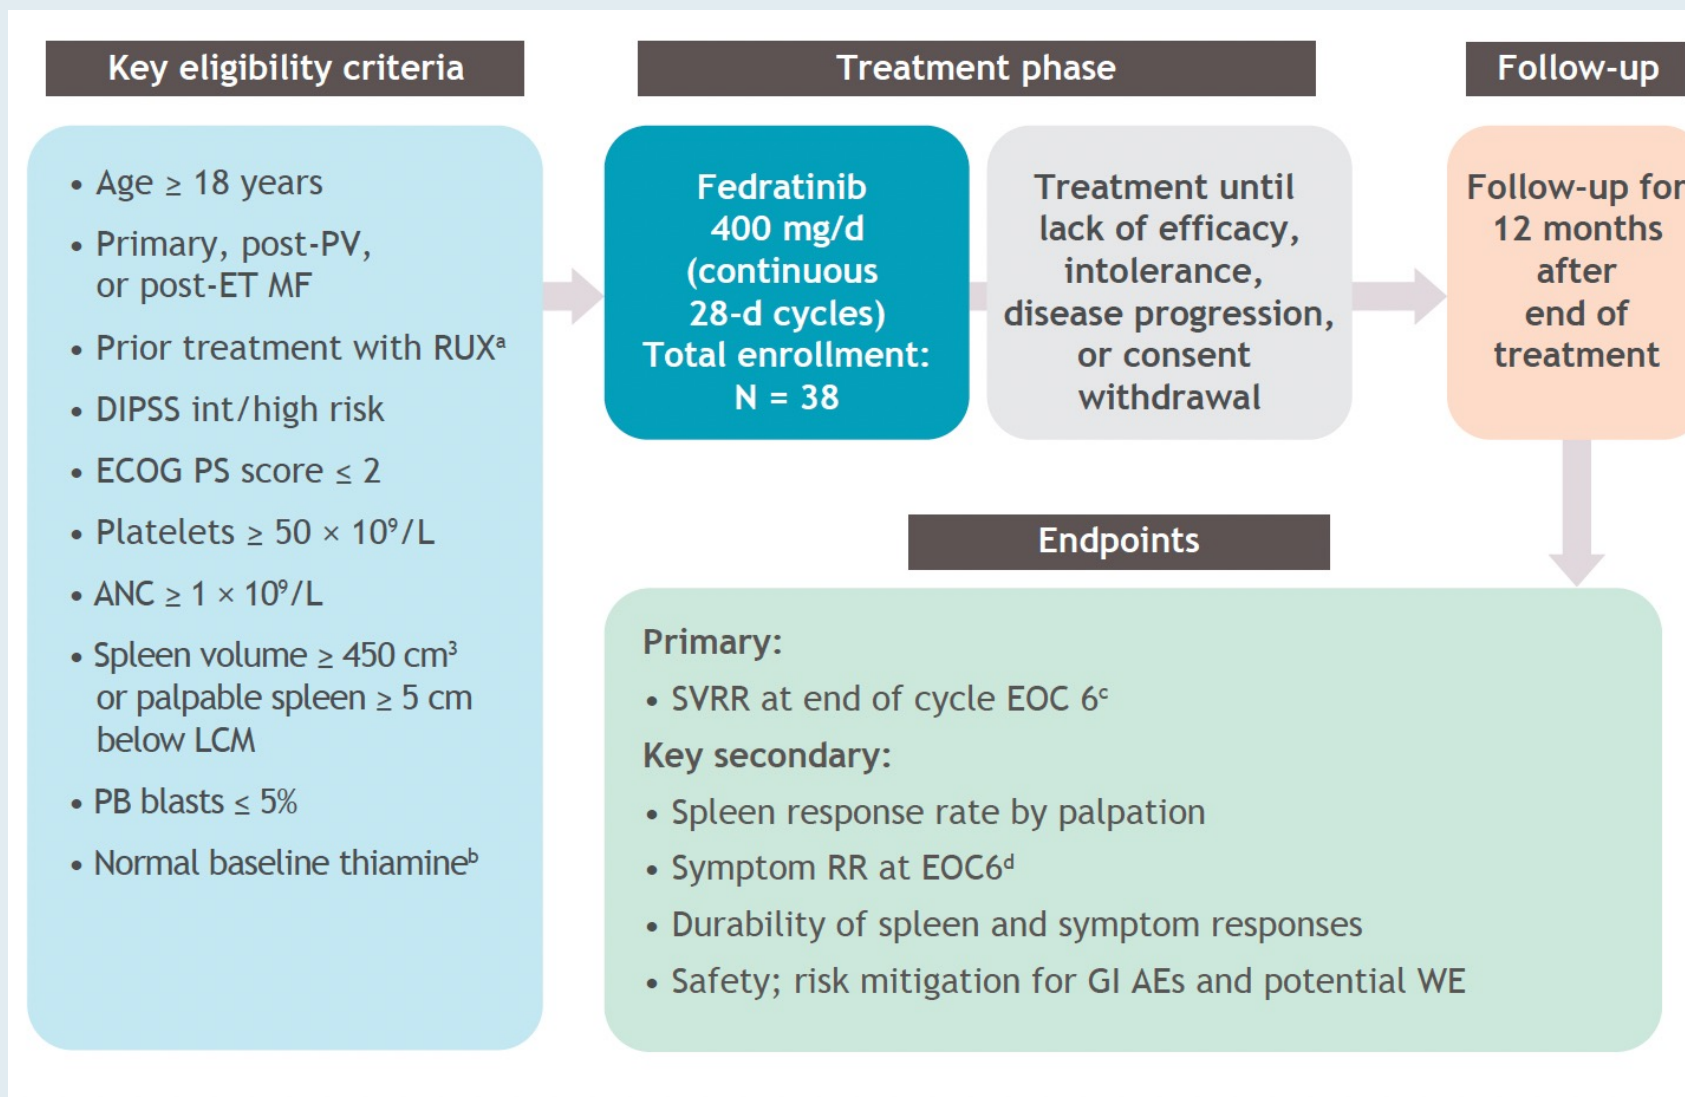 Key eligibility criteria
• Age ≥ 18 years
• Primary, post-PV,
or post-ET MF
• Prior treatment with RUXᵃ
• DIPSS int/high risk
• ECOG PS score ≤ 2
• Platelets ≥ 50 × 10⁹/L
• ANC ≥ 1 × 10⁹/L
• Spleen volume ≥ 450 cm³
or palpable spleen ≥ 5 cm
below LCM
• PB blasts ≤ 5%
• Normal baseline thiamineᵇ
Treatment phase
Fedratinib
400 mg/d
(continuous
28-d cycles)
Total enrollment:
N = 38
Treatment until
lack of efficacy,
intolerance,
disease progression,
or consent
withdrawal
Follow-up
Follow-up for
12 months
after
end of
treatment
Endpoints
Primary:
• SVRR at end of cycle EOC 6ᶜ
Key secondary:
• Spleen response rate by palpation
• Symptom RR at EOC6ᵈ
• Durability of spleen and symptom responses
• Safety; risk mitigation for GI AEs and potential WE